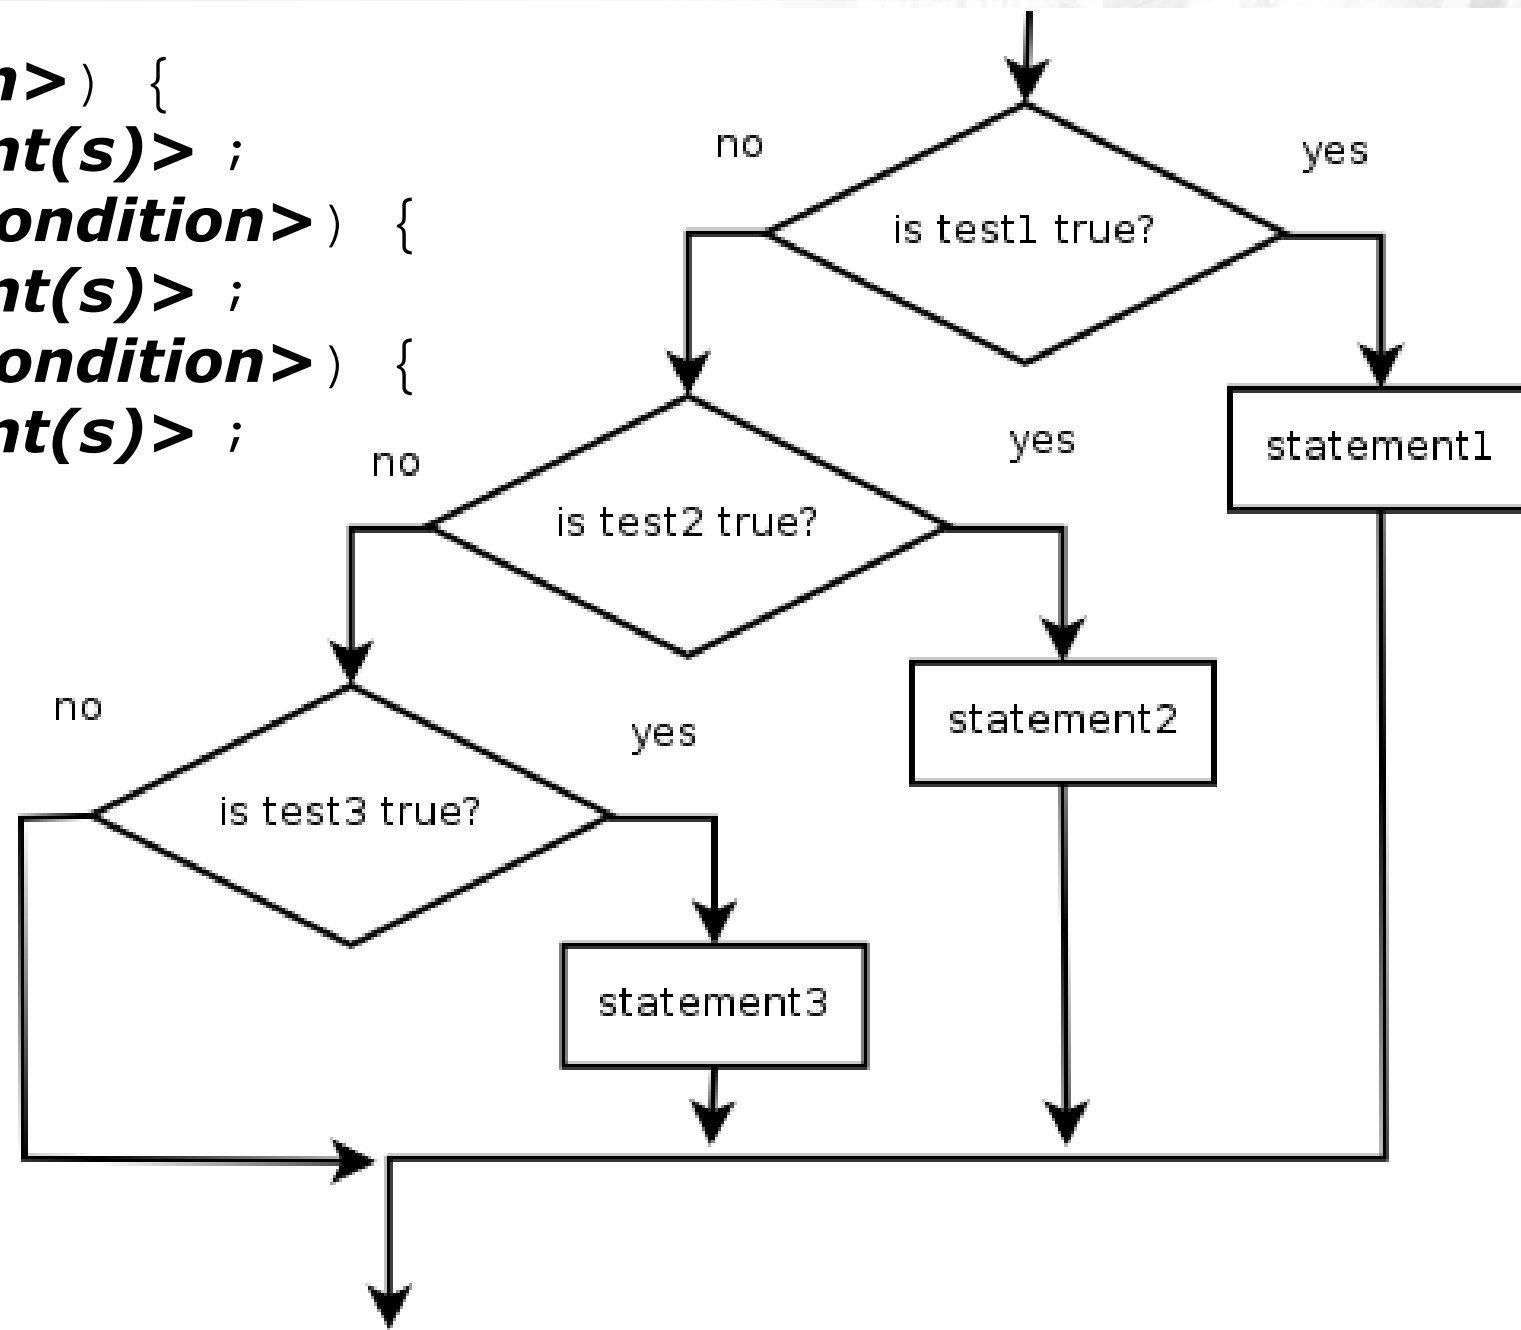 n>) {
nt(s)> ;
ondition>) {
nt(s)> ;
ondition>) {
nt(s)> ;
no
yes
is test1 true?
statement1
no
yes
is test2 true?
statement2
no
yes
is test3 true?
statement3